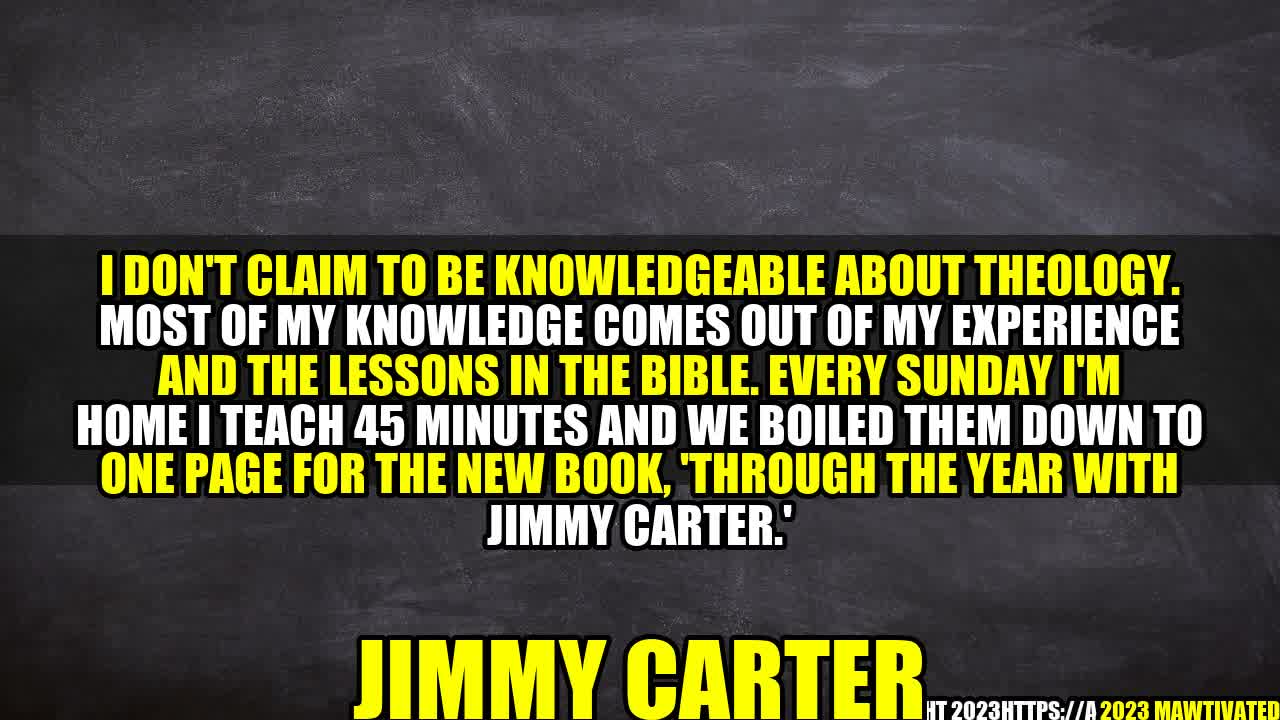 I DON'T CLAIM TO BE KNOWLEDGEABLE ABOUT THEOLOGY.
MOST OF MY KNOWLEDGE COMES OUT OF MY EXPERIENCE
AND THE LESSONS IN THE BIBLE. EVERY SUNDAY I'M
HOME I TEACH 45 MINUTES AND WE BOILED THEM DOWN TO
ONE PAGE FOR THE NEW BOOK, 'THROUGH THE YEAR WITH
JIMMY CARTER.'
JIMMY CARTER
HT 2023HTTPS://A 2023 MAWTIVATED